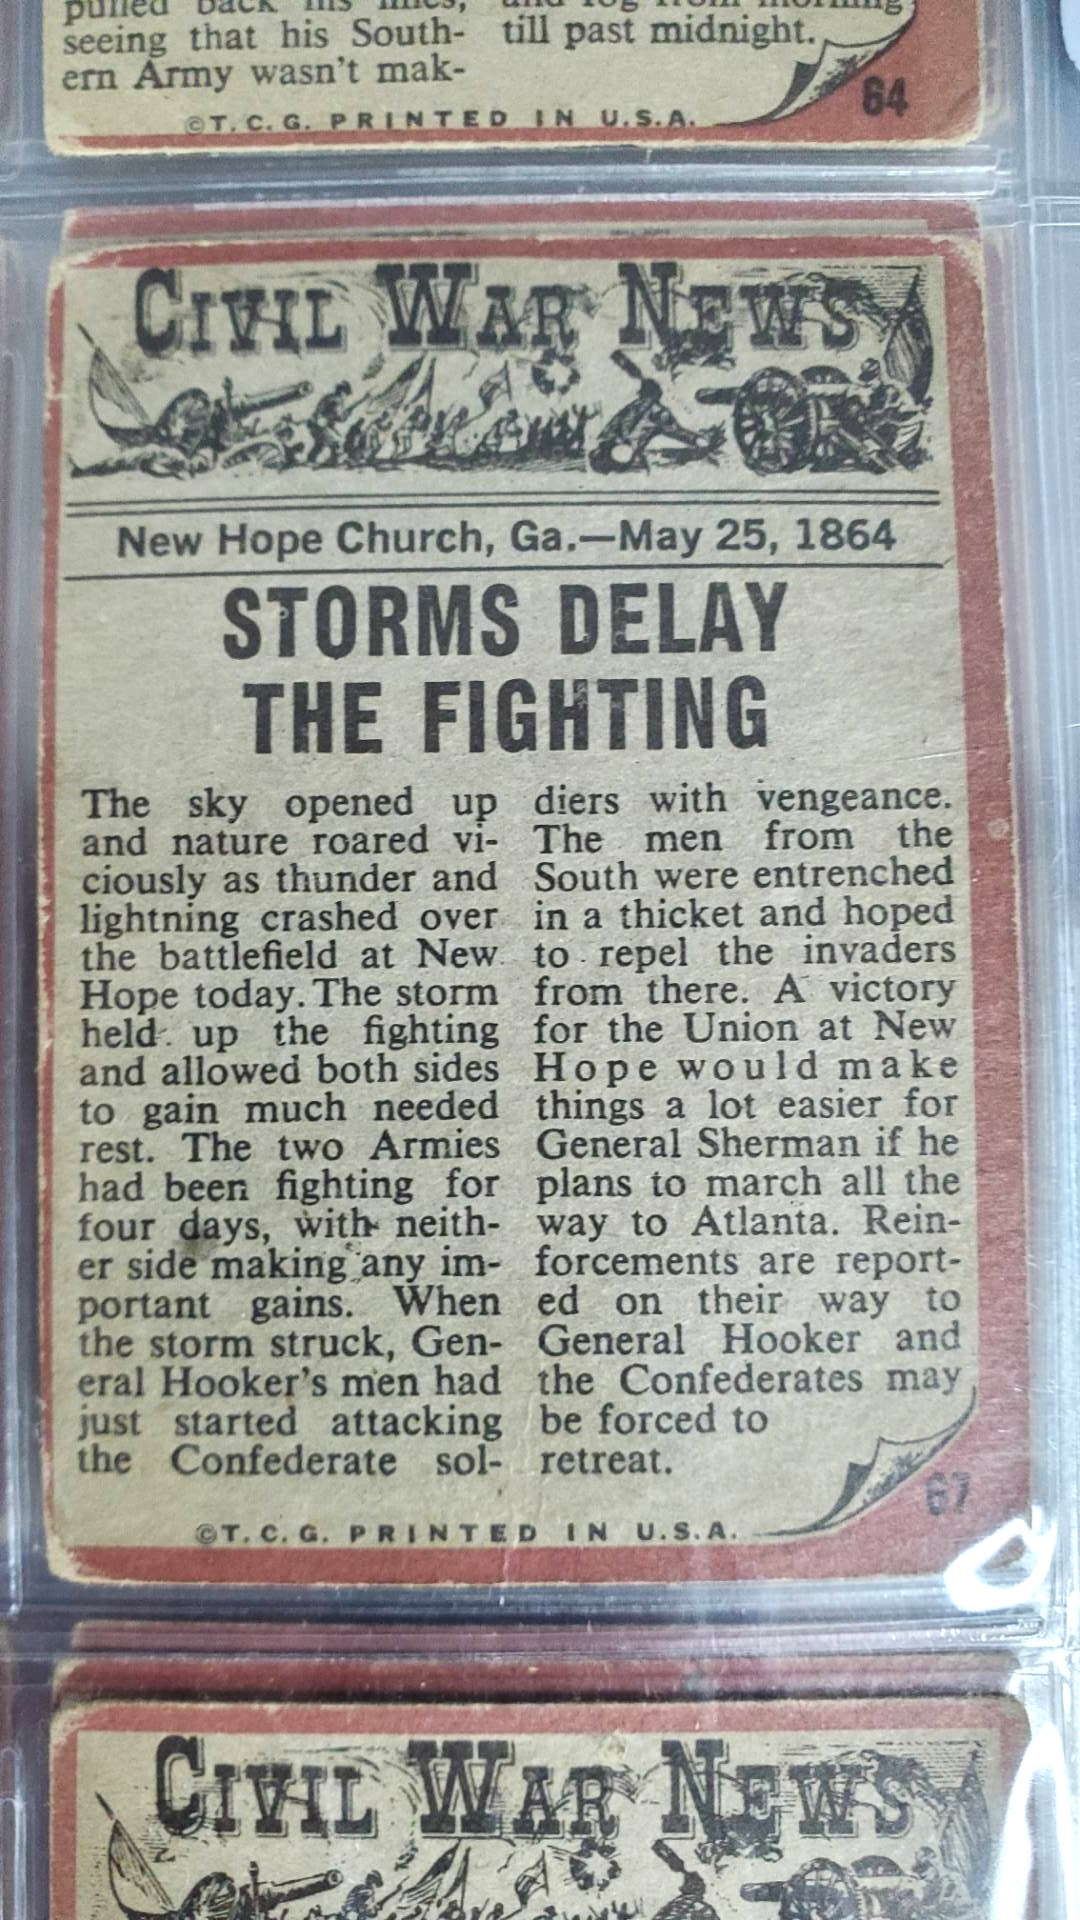 pulled back his lines,
seeing that his South-
ern Army wasn't mak-
and fog from morning
till past midnight.
64
©T. C. G. PRINTED IN U.S.A.
CIVIL WAR NEWS
New Hope Church, Ga.—May 25, 1864
STORMS DELAY
THE FIGHTING
The sky opened up
and nature roared vi-
ciously as thunder and
lightning crashed over
the battlefield at New
Hope today. The storm
held up the fighting
and allowed both sides
to gain much needed
rest. The two Armies
had been fighting for
four days, with neith-
er side making any im-
portant gains. When
the storm struck, Gen-
eral Hooker's men had
just started attacking
the Confederate sol-
diers with vengeance.
The men from the
South were entrenched
in a thicket and hoped
to repel the invaders
from there. A victory
for the Union at New
Hope would make
things a lot easier for
General Sherman if he
plans to march all the
way to Atlanta. Rein-
forcements are report-
ed on their way to
General Hooker and
the Confederates may
be forced to
retreat.
67
©T. C. G. PRINTED IN U.S.A.
CIVIL WAR NEWS